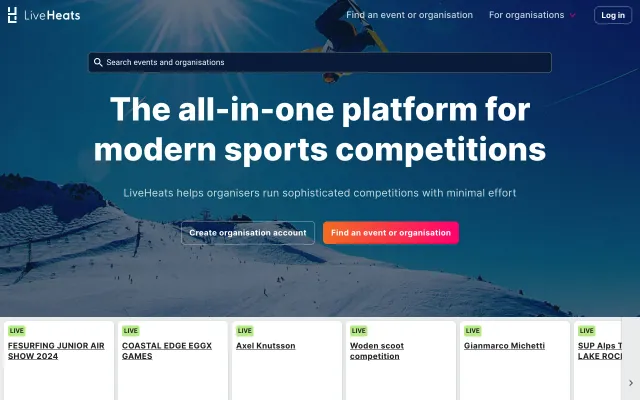 LiveHeats
Find an event or organisation
For organisations
Log in
Search events and organisations
The all-in-one platform for
modern sports competitions
LiveHeats helps organisers run sophisticated competitions with minimal effort
Create organisation account
Find an event or organisation
LIVE
FESURFING JUNIOR AIR
SHOW 2024
LIVE
COASTAL EDGE EGGX
GAMES
LIVE
Axel Knutsson
LIVE
Woden scoot
competition
LIVE
Gianmarco Michetti
LIVE
SUP Alps T
LAKE ROC